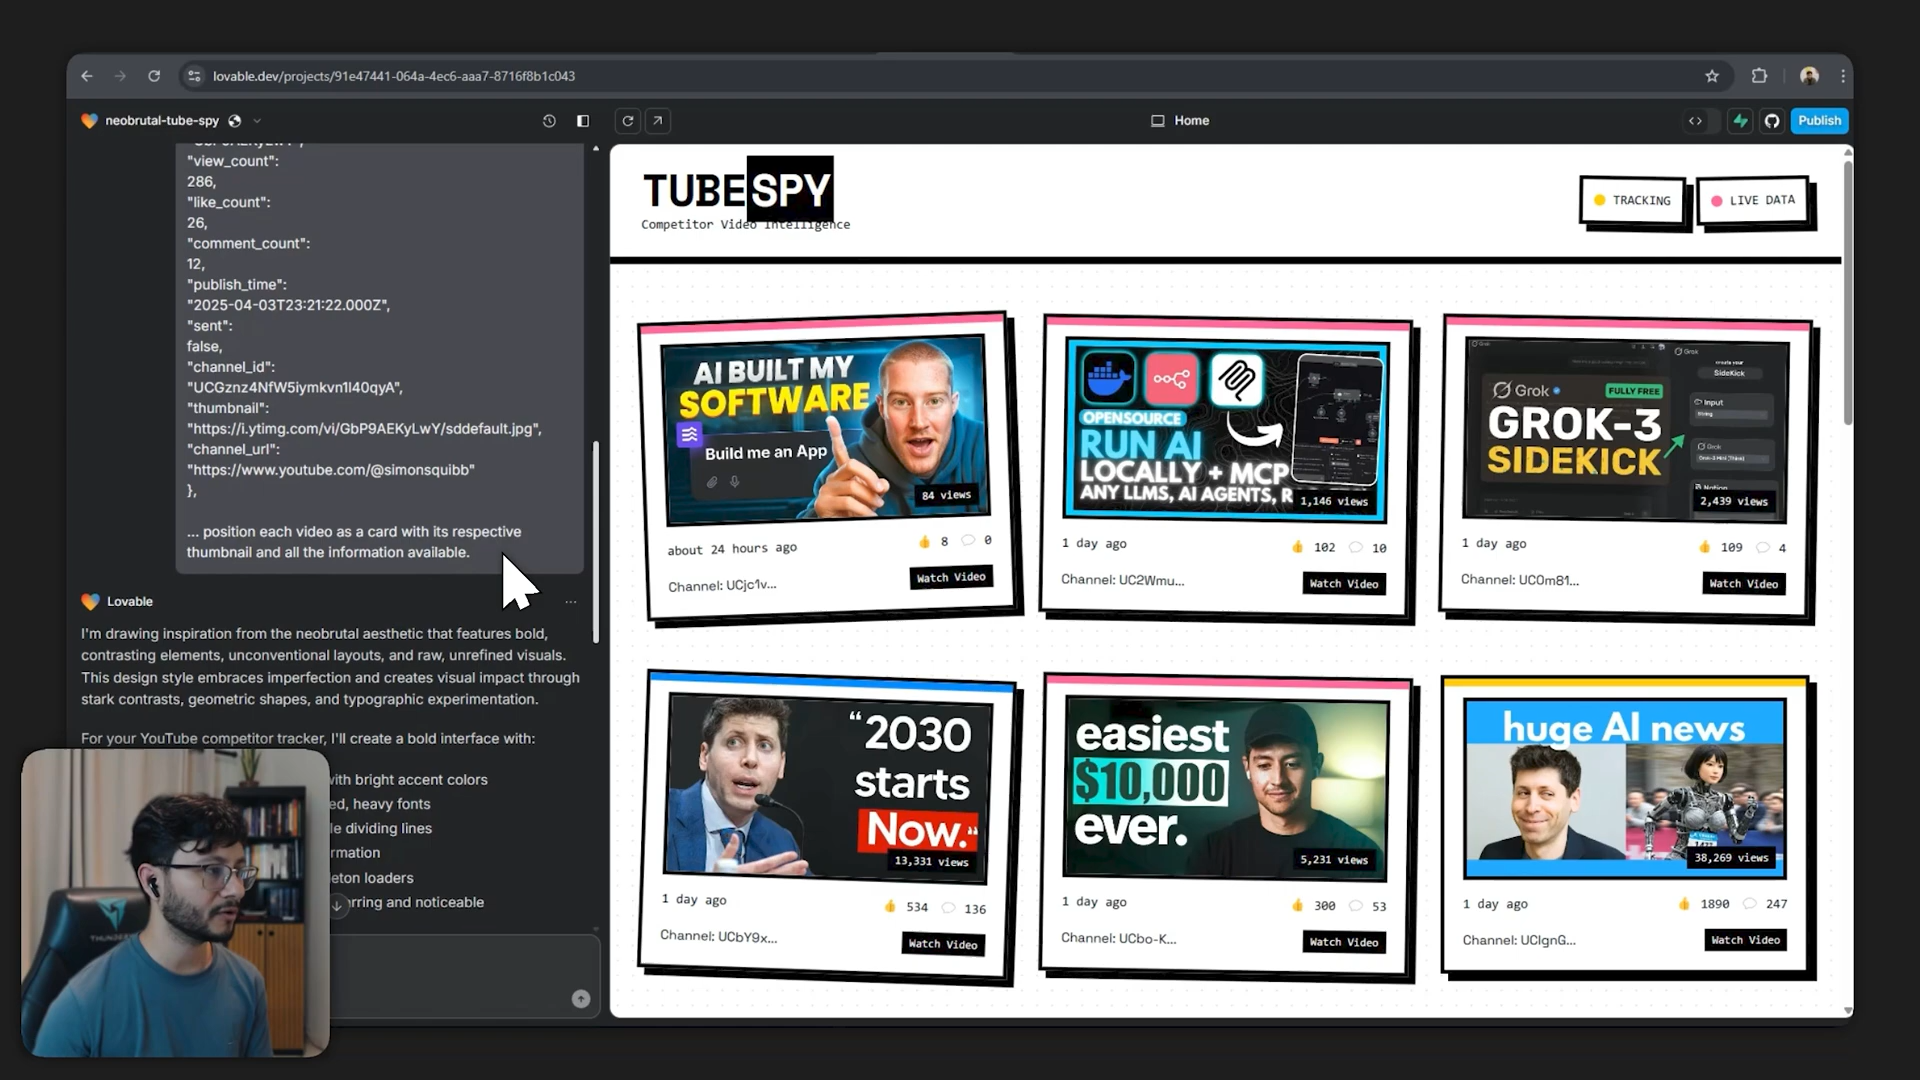 lovable.dev/projects/91e47441-064a-4ec6-aaa7-8716f8b1c043
neobrutal-tube-spy
Home
Publish
"view_count":
286,
"like_count":
26,
"comment_count":
12,
"publish_time":
"2025-04-03T23:21:22.000Z",
"sent":
false,
"channel_id":
"UCGznz4NfW5iymkvn1l40qyA",
"thumbnail":
"https://i.ytimg.com/vi/GbP9AEKyLwY/sddefault.jpg",
"channel_url":
"https://www.youtube.com/@simonsquibb"
},
... position each video as a card with its respective
thumbnail and all the information available.
Lovable
I'm drawing inspiration from the neobrutal aesthetic that features bold,
contrasting elements, unconventional layouts, and raw, unrefined visuals.
This design style embraces imperfection and creates visual impact through
stark contrasts, geometric shapes, and typographic experimentation.
For your YouTube competitor tracker, I'll create a bold interface with:
with bright accent colors
heavy fonts
dividing lines
TUBESPY
Competitor Video Intelligence
TRACKING
LIVE DATA
AI BUILT MY
SOFTWARE
Build me an App
84 views
about 24 hours ago
8
0
Channel: UCjc1v...
Watch Video
OPENSOURCE
RUN AI
LOCALLY + MCP
ANY LLMS, AI AGENTS, R
1,146 views
1 day ago
102
10
Channel: UC2Wmu...
Watch Video
Grok
FULLY FREE
GROK-3
SIDEKICK
Grok
create your
SideKick
Input
Grok
Notion
2,439 views
1 day ago
109
4
Channel: UC0m81...
Watch Video
"2030
starts
Now."
13,331 views
1 day ago
534
136
Channel: UCbY9x...
Watch Video
easiest
$10,000
ever.
5,231 views
1 day ago
300
53
Channel: UCbo-K...
Watch Video
huge AI news
38,269 views
1 day ago
1890
247
Channel: UCIgnG...
Watch Video